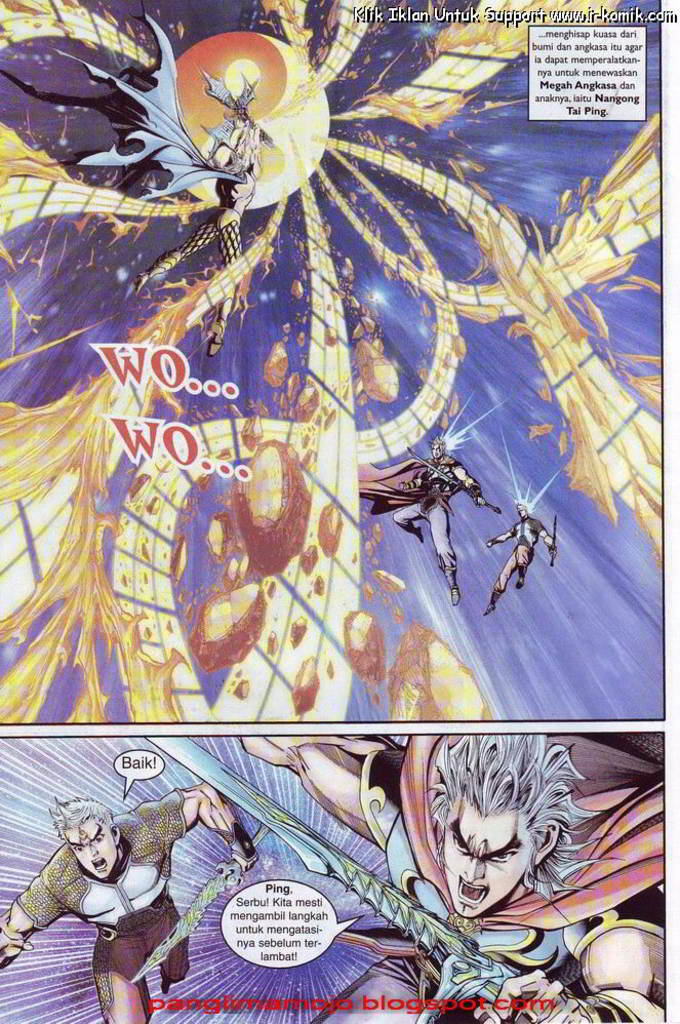 Klik Iklan Untuk Support www.i-komik.com
...menghisap kuasa dari
bumi dan angkasa itu agar
ia dapat memperalatkan-
nya untuk menewaskan
Megah Angkasa dan
anaknya, iaitu Nangong
Tai Ping.
WO...
WO...
Baik!
Ping,
Serbu! Kita mesti
mengambil langkah
untuk mengatasi-
nya sebelum ter-
lambat!
panglimamojo.blogspot.com